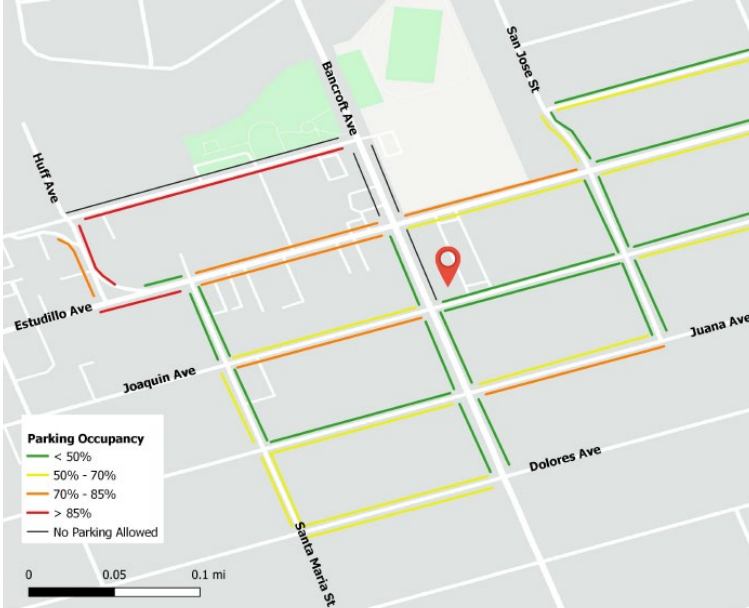 San Jose St
Bancroft Ave
Huff Ave
Estudillo Ave
Joaquin Ave
Juana Ave
Dolores Ave
Santa Maria St
Parking Occupancy
< 50%
50% - 70%
70% - 85%
> 85%
No Parking Allowed
0 0.05 0.1 mi